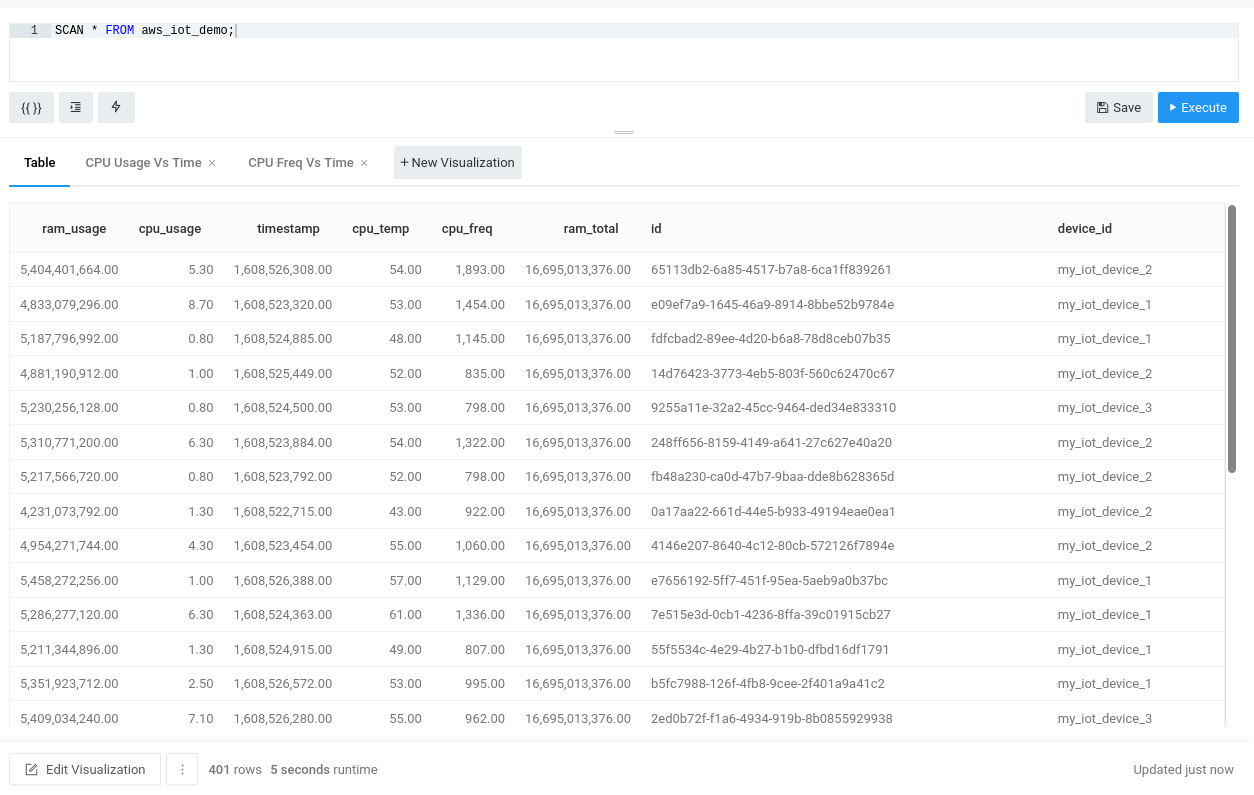 1 SCAN * FROM aws_iot_demo;
{{ }} Save Execute
Table CPU Usage Vs Time × CPU Freq Vs Time × + New Visualization
ram_usage cpu_usage timestamp cpu_temp cpu_freq ram_total id device_id
5,404,401,664.00 5.30 1,608,526,308.00 54.00 1,893.00 16,695,013,376.00 65113db2-6a85-4517-b7a8-6ca1ff839261 my_iot_device_2
4,833,079,296.00 8.70 1,608,523,320.00 53.00 1,454.00 16,695,013,376.00 e09ef7a9-1645-46a9-8914-8bbe52b9784e my_iot_device_1
5,187,796,992.00 0.80 1,608,524,885.00 48.00 1,145.00 16,695,013,376.00 fdfcbad2-89ee-4d20-b6a8-78d8ceb07b35 my_iot_device_1
4,881,190,912.00 1.00 1,608,525,449.00 52.00 835.00 16,695,013,376.00 14d76423-3773-4eb5-803f-560c62470c67 my_iot_device_2
5,230,256,128.00 0.80 1,608,524,500.00 53.00 798.00 16,695,013,376.00 9255a11e-32a2-45cc-9464-ded34e833310 my_iot_device_3
5,310,771,200.00 6.30 1,608,523,884.00 54.00 1,322.00 16,695,013,376.00 248ff656-8159-4149-a641-27c627e40a20 my_iot_device_2
5,217,566,720.00 0.80 1,608,523,792.00 52.00 798.00 16,695,013,376.00 fb48a230-ca0d-47b7-9baa-dde8b628365d my_iot_device_2
4,231,073,792.00 1.30 1,608,522,715.00 43.00 922.00 16,695,013,376.00 0a17aa22-661d-44e5-b933-49194eae0ea1 my_iot_device_2
4,954,271,744.00 4.30 1,608,523,454.00 55.00 1,060.00 16,695,013,376.00 4146e207-8640-4c12-80cb-572126f7894e my_iot_device_2
5,458,272,256.00 1.00 1,608,526,388.00 57.00 1,129.00 16,695,013,376.00 e7656192-5ff7-451f-95ea-5aeb9a0b37bc my_iot_device_1
5,286,277,120.00 6.30 1,608,524,363.00 61.00 1,336.00 16,695,013,376.00 7e515e3d-0cb1-4236-8ffa-39c01915cb27 my_iot_device_1
5,211,344,896.00 1.30 1,608,524,915.00 49.00 807.00 16,695,013,376.00 55f5534c-4e29-4b27-b1b0-dfbd16df1791 my_iot_device_1
5,351,923,712.00 2.50 1,608,526,572.00 53.00 995.00 16,695,013,376.00 b5fc7988-126f-4fb8-9cee-2f401a9a41c2 my_iot_device_1
5,409,034,240.00 7.10 1,608,526,280.00 55.00 962.00 16,695,013,376.00 2ed0b72f-f1a6-4934-919b-8b0855929938 my_iot_device_3
Edit Visualization 401 rows 5 seconds runtime Updated just now